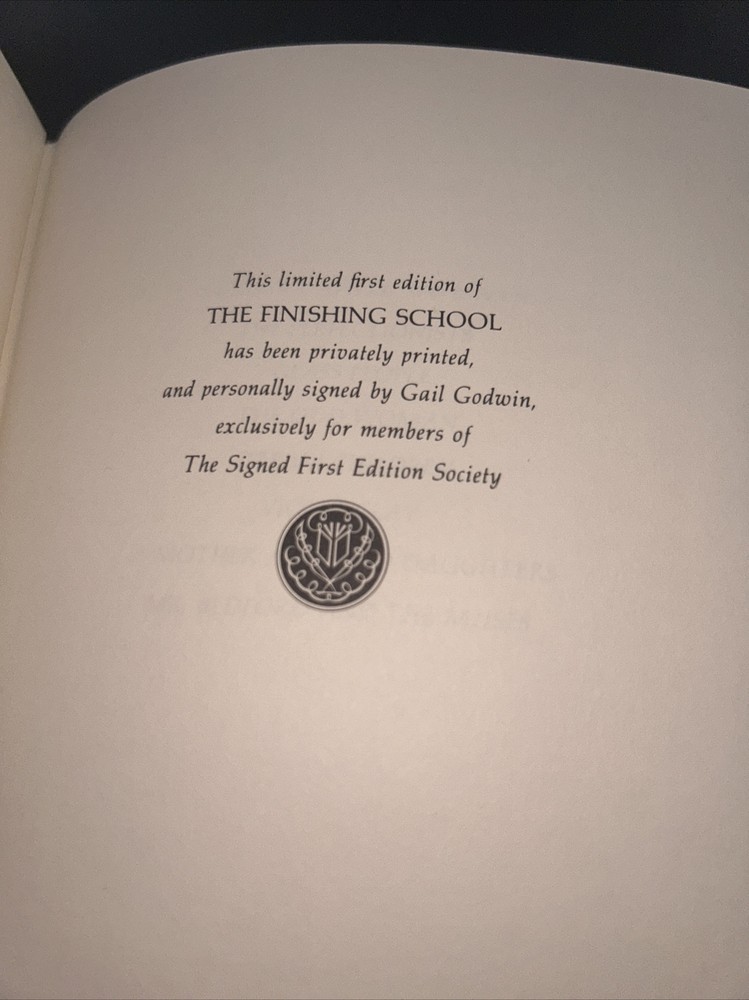 This limited first edition of
THE FINISHING SCHOOL
has been privately printed,
and personally signed by Gail Godwin,
exclusively for members of
The Signed First Edition Society